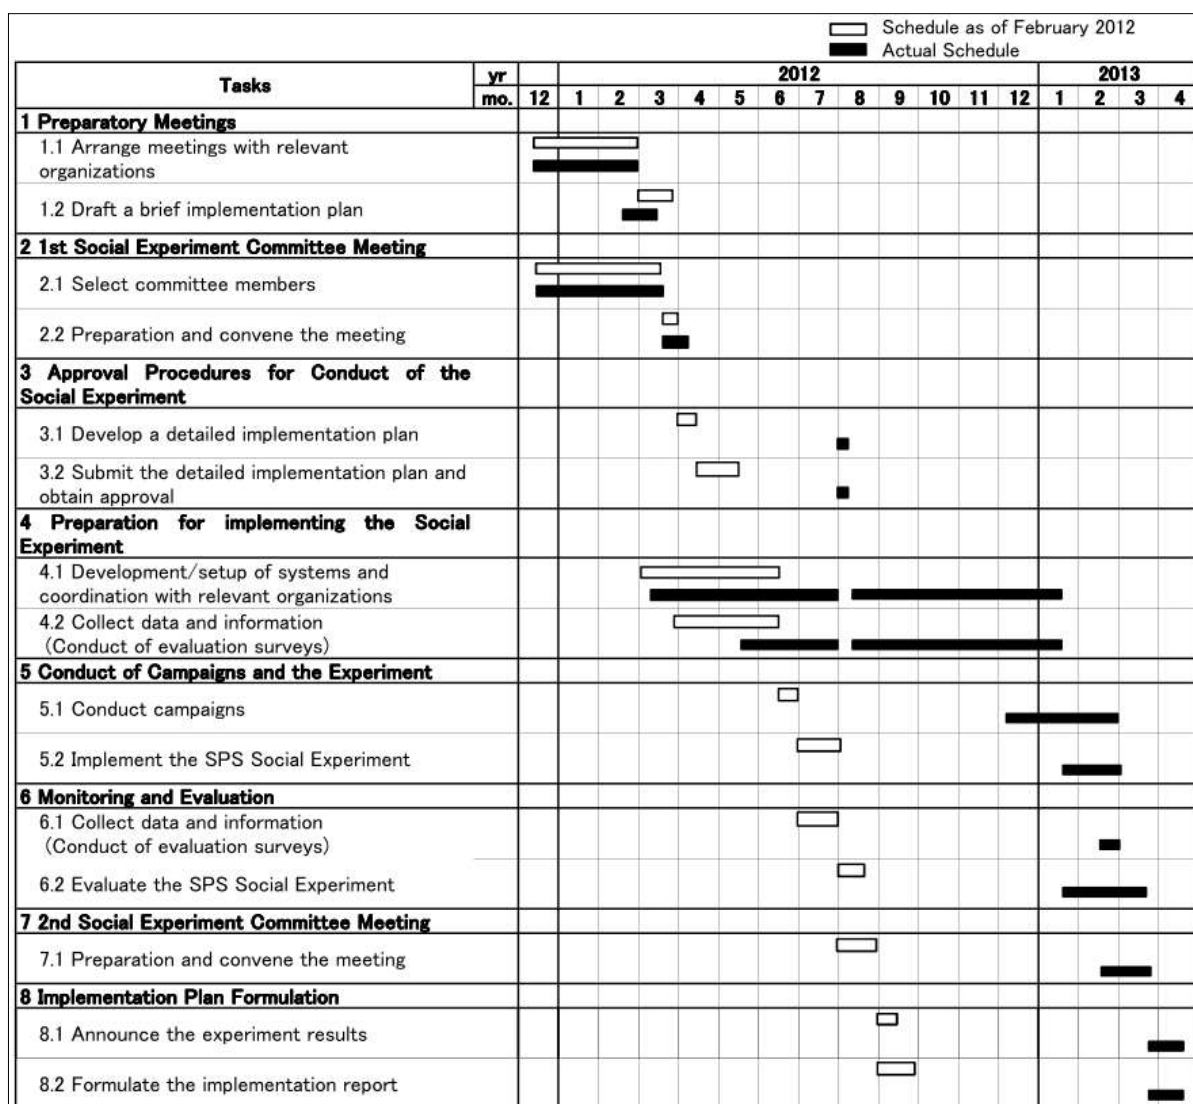 Schedule as of February 2012
Actual Schedule
Tasks
yr
2012
2013
mo.
12 1 2 3 4 5 6 7 8 9 10 11 12 1 2 3 4
1 Preparatory Meetings
1.1 Arrange meetings with relevant
organizations
1.2 Draft a brief implementation plan
2 1st Social Experiment Committee Meeting
2.1 Select committee members
2.2 Preparation and convene the meeting
3 Approval Procedures for Conduct of the
Social Experiment
3.1 Develop a detailed implementation plan
3.2 Submit the detailed implementation plan and
obtain approval
4 Preparation for implementing the Social
Experiment
4.1 Development/setup of systems and
coordination with relevant organizations
4.2 Collect data and information
(Conduct of evaluation surveys)
5 Conduct of Campaigns and the Experiment
5.1 Conduct campaigns
5.2 Implement the SPS Social Experiment
6 Monitoring and Evaluation
6.1 Collect data and information
(Conduct of evaluation surveys)
6.2 Evaluate the SPS Social Experiment
7 2nd Social Experiment Committee Meeting
7.1 Preparation and convene the meeting
8 Implementation Plan Formulation
8.1 Announce the experiment results
8.2 Formulate the implementation report